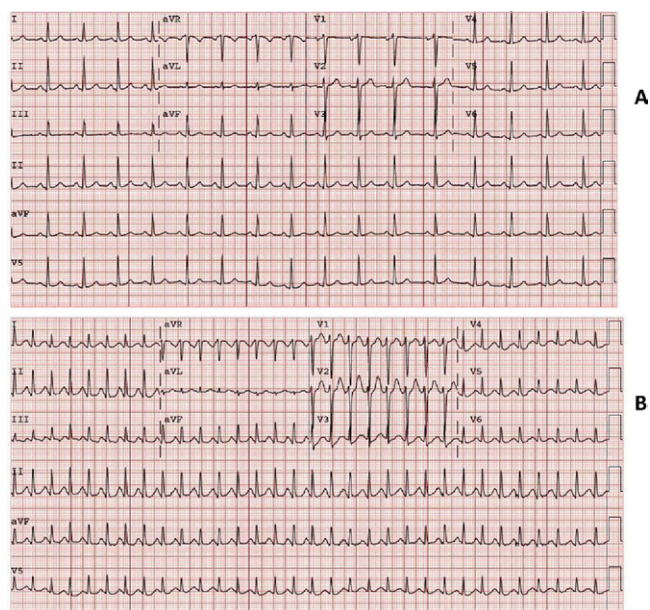 I aVR V1 V4
II aVL V2 V5
III aVF V3 V6
II
aVF
V5
A
I aVR V1 V4
II aVL V2 V5
III aVF V3 V6
II
aVF
V5
B